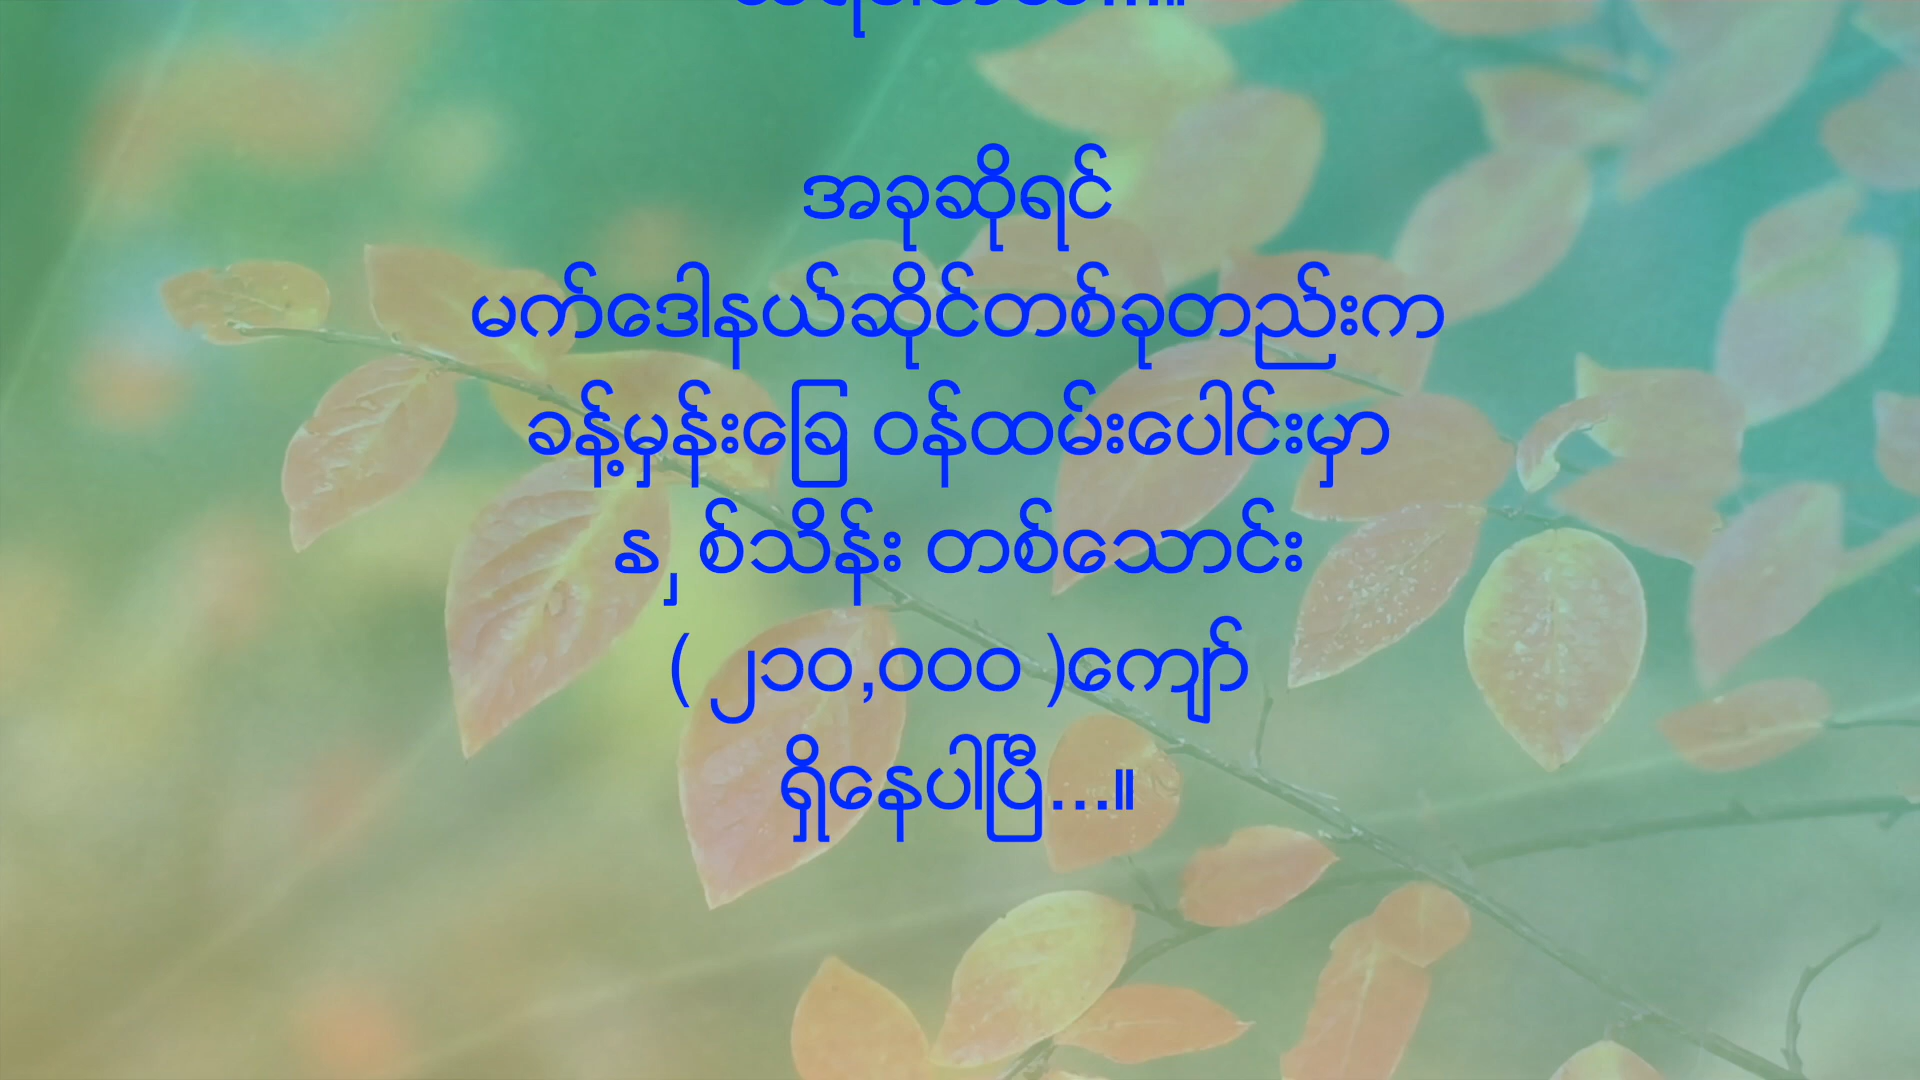 အခုဆိုရင်
မက်ဒေါနယ်ဆိုင်တစ်ခုတည်းက
ခန့်မှန်းခြေ ဝန်ထမ်းပေါင်းမှာ
နှစ်သိန်း တစ်သောင်း
( ၂၁၀,၀၀၀ )ကျော်
ရှိနေပါပြီ...။